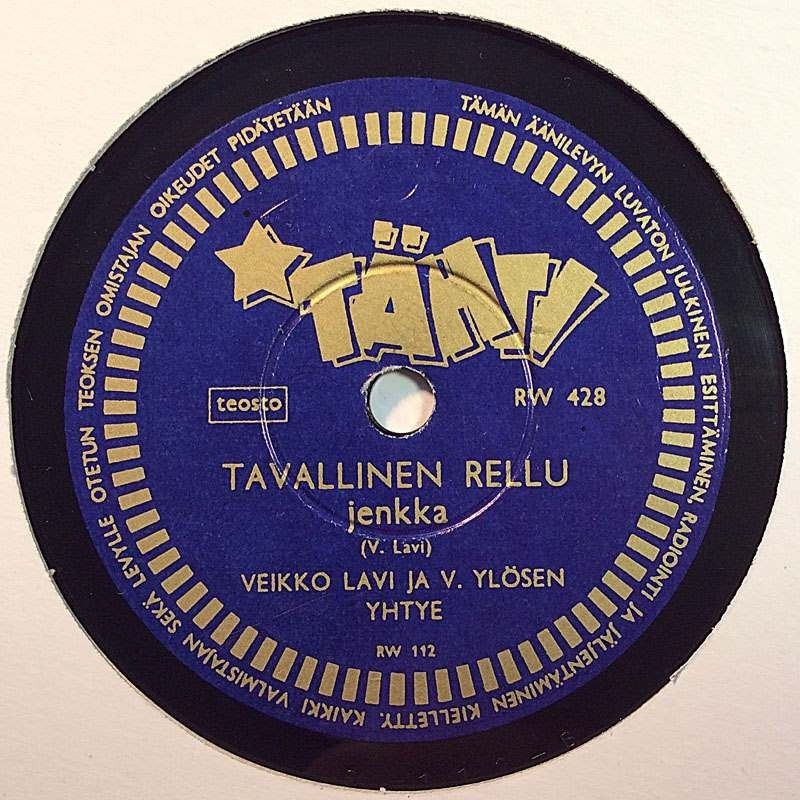 TÄHTI
teosto
RW 428
TAVALLINEN RELLU
jenkka
(V. Lavi)
VEIKKO LAVI JA V. YLÖSEN
YHTYE
RW 112
TÄMÄN ÄÄNILEVYN LUVATON JULKINEN ESITTÄMINEN, RADIOINTI JA JÄLJENTÄMINEN KIELLETTY. KAIKKI VALMISTAJAN SEKÄ LEVYLLE OTETUN TEOKSEN OMISTAJAN OIKEUDET PIDÄTETÄÄN